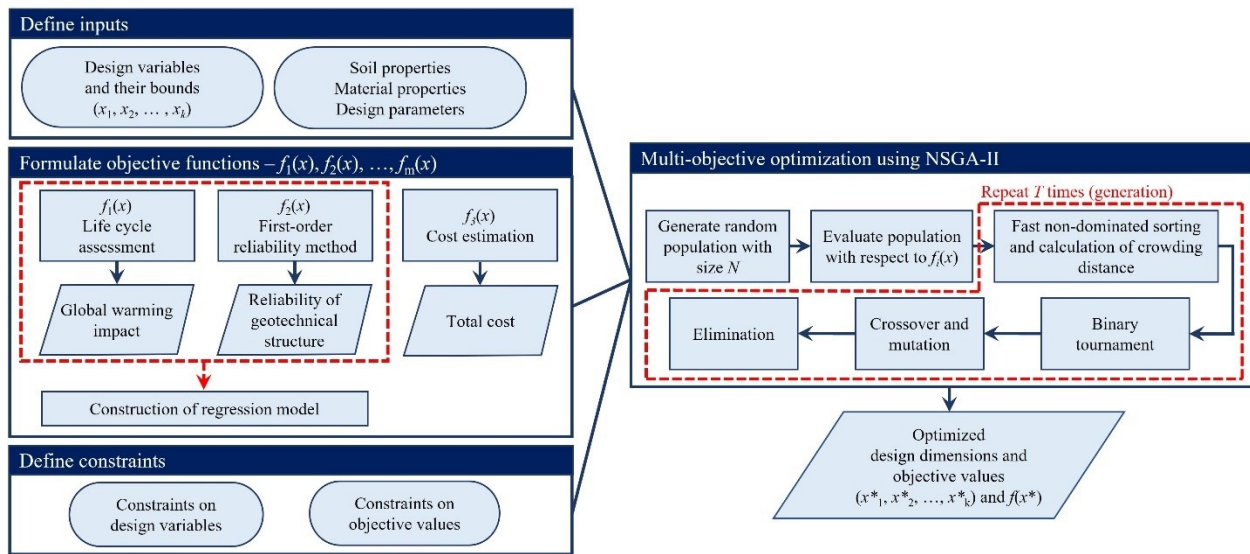 Define inputs
Design variables
and their bounds
(x₁, x₂, … , xₖ)
Soil properties
Material properties
Design parameters
Formulate objective functions – f₁(x), f₂(x), …, fₘ(x)
f₁(x)
Life cycle
assessment
f₂(x)
First-order
reliability method
f₃(x)
Cost estimation
Global warming
impact
Reliability of
geotechnical
structure
Total cost
Construction of regression model
Define constraints
Constraints on
design variables
Constraints on
objective values
Multi-objective optimization using NSGA-II
Repeat T times (generation)
Generate random
population with
size N
Evaluate population
with respect to fᵢ(x)
Fast non-dominated sorting
and calculation of crowding
distance
Elimination
Crossover and
mutation
Binary
tournament
Optimized
design dimensions and
objective values
(x*₁, x*₂, …, x*ₖ) and f(x*)